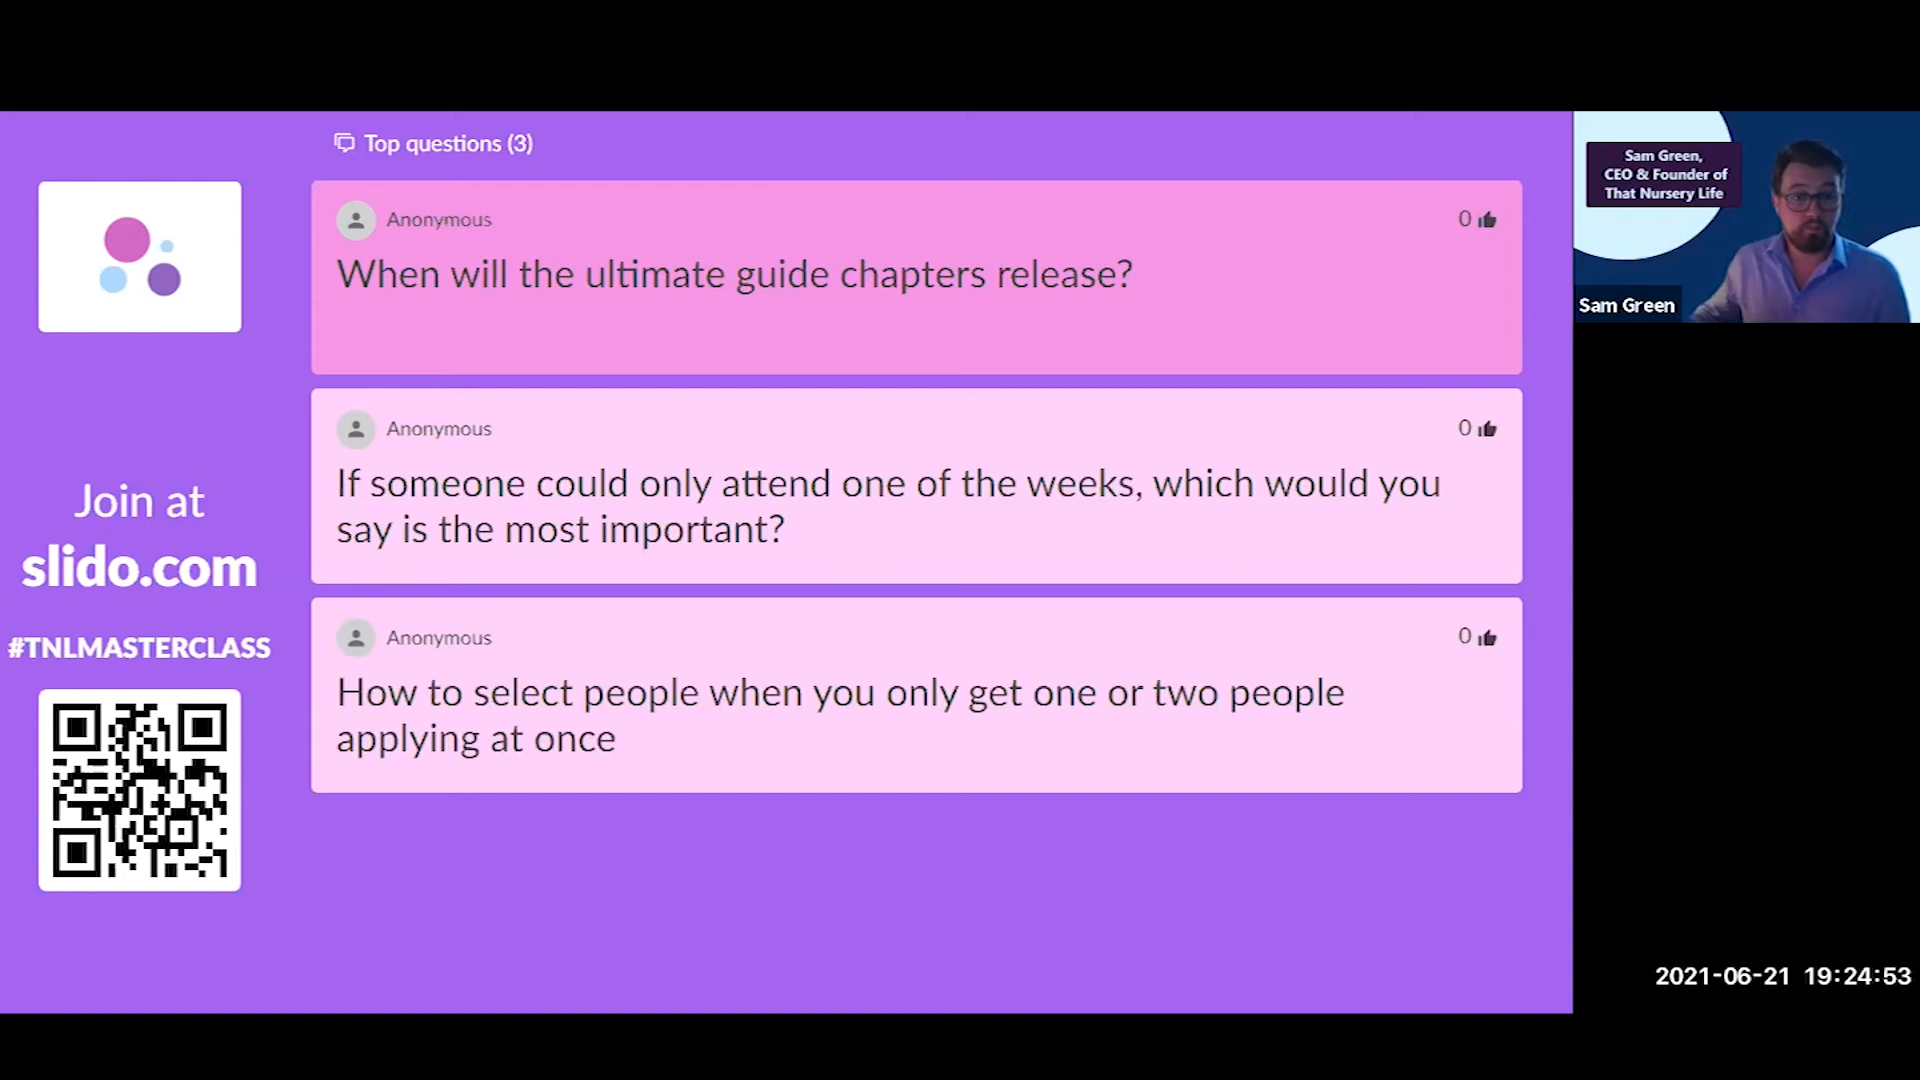 Top questions (3)
Anonymous
0
When will the ultimate guide chapters release?
Anonymous
0
If someone could only attend one of the weeks, which would you
say is the most important?
Anonymous
0
How to select people when you only get one or two people
applying at once
Join at
slido.com
#TNLMASTERCLASS
Sam Green,
CEO & Founder of
That Nursery Life
Sam Green
2021-06-21 19:24:53